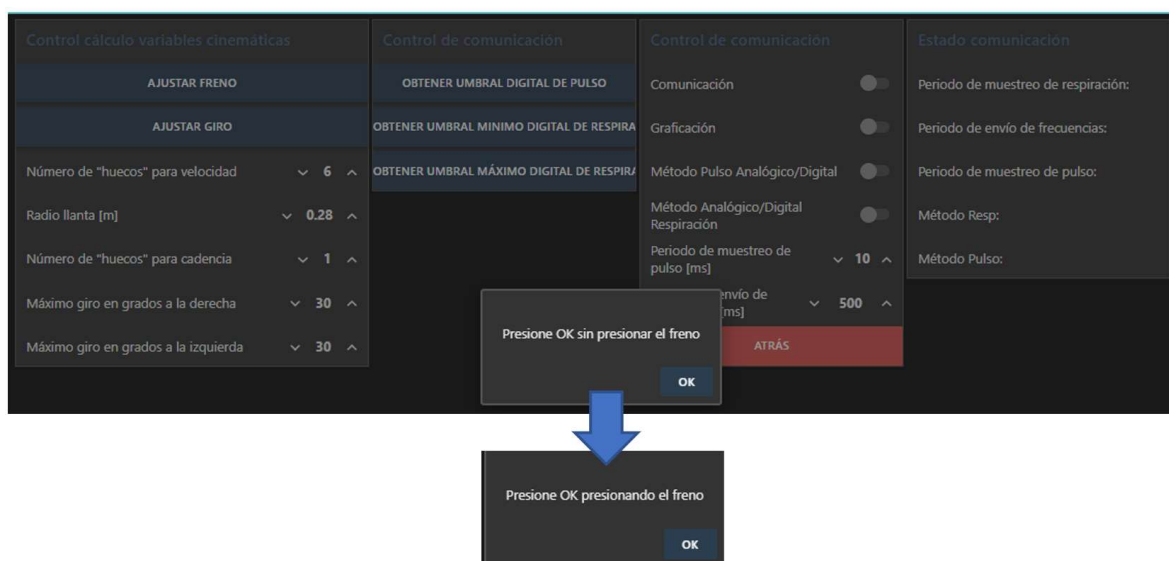 Control cálculo variables cinemáticas
AJUSTAR FRENO
AJUSTAR GIRO
Número de "huecos" para velocidad 6
Radio llanta [m] 0.28
Número de "huecos" para cadencia 1
Máximo giro en grados a la derecha 30
Máximo giro en grados a la izquierda 30
Control de comunicación
OBTENER UMBRAL DIGITAL DE PULSO
OBTENER UMBRAL MINIMO DIGITAL DE RESPIRA
OBTENER UMBRAL MÁXIMO DIGITAL DE RESPIRA
Control de comunicación
Comunicación
Graficación
Método Pulso Analógico/Digital
Método Analógico/Digital
Respiración
Periodo de muestreo de
pulso [ms] 10
envío de
[ms] 500
ATRÁS
Estado comunicación
Periodo de muestreo de respiración:
Periodo de envío de frecuencias:
Periodo de muestreo de pulso:
Método Resp:
Método Pulso:
Presione OK sin presionar el freno
OK
Presione OK presionando el freno
OK